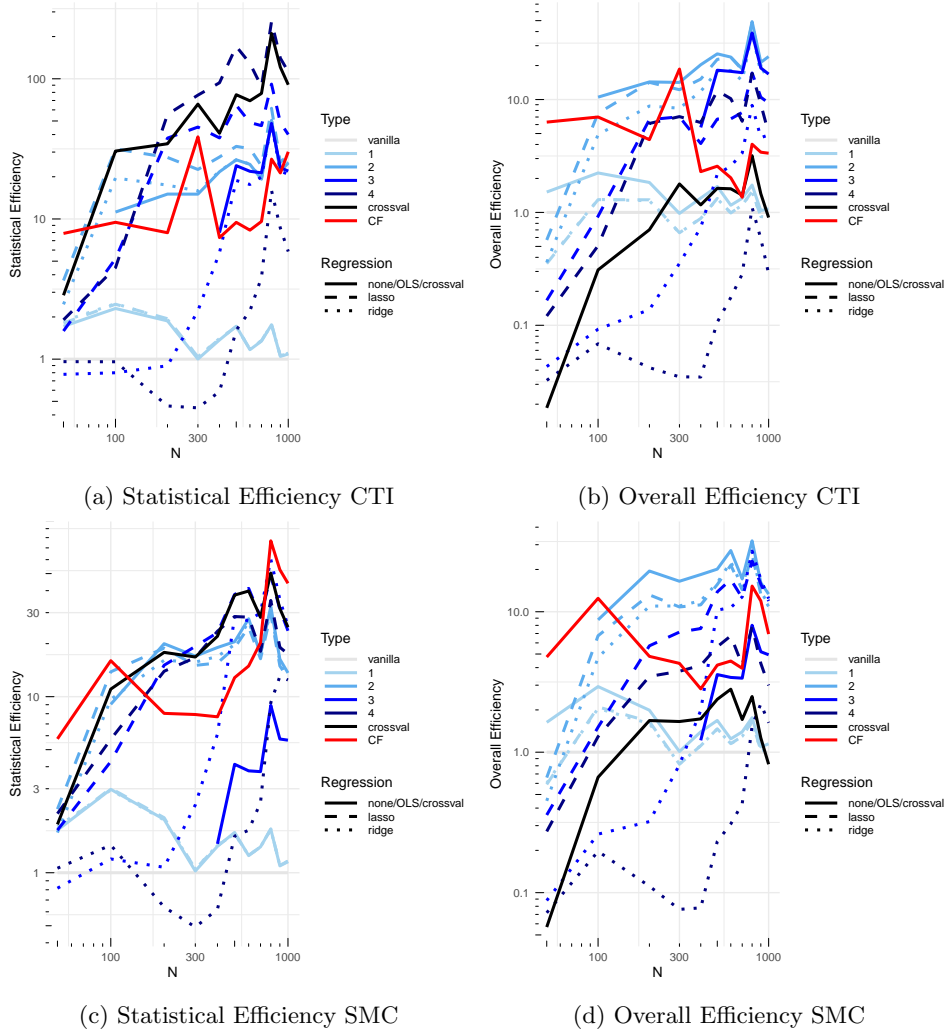 100
10
1
Statistical Efficiency
100
300
1000
N
Type
vanilla
1
2
3
4
crossval
CF
Regression
none/OLS/crossval
lasso
ridge
(a) Statistical Efficiency CTI
10.0
1.0
0.1
Overall Efficiency
100
300
1000
N
Type
vanilla
1
2
3
4
crossval
CF
Regression
none/OLS/crossval
lasso
ridge
(b) Overall Efficiency CTI
30
10
3
1
Statistical Efficiency
100
300
1000
N
Type
vanilla
1
2
3
4
crossval
CF
Regression
none/OLS/crossval
lasso
ridge
(c) Statistical Efficiency SMC
10.0
1.0
0.1
Overall Efficiency
100
300
1000
N
Type
vanilla
1
2
3
4
crossval
CF
Regression
none/OLS/crossval
lasso
ridge
(d) Overall Efficiency SMC